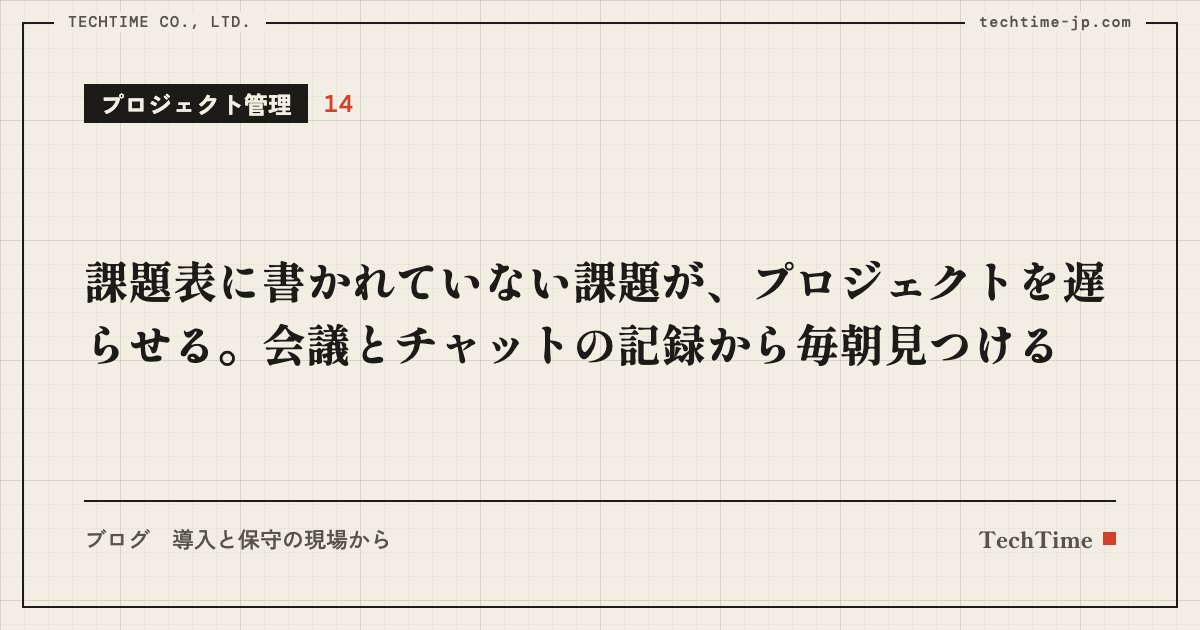 TECHTIME CO., LTD.
techtime-jp.com
プロジェクト管理 14
課題表に書かれていない課題が、プロジェクトを遅
らせる。会議とチャットの記録から毎朝見つける
ブログ　導入と保守の現場から
TechTime